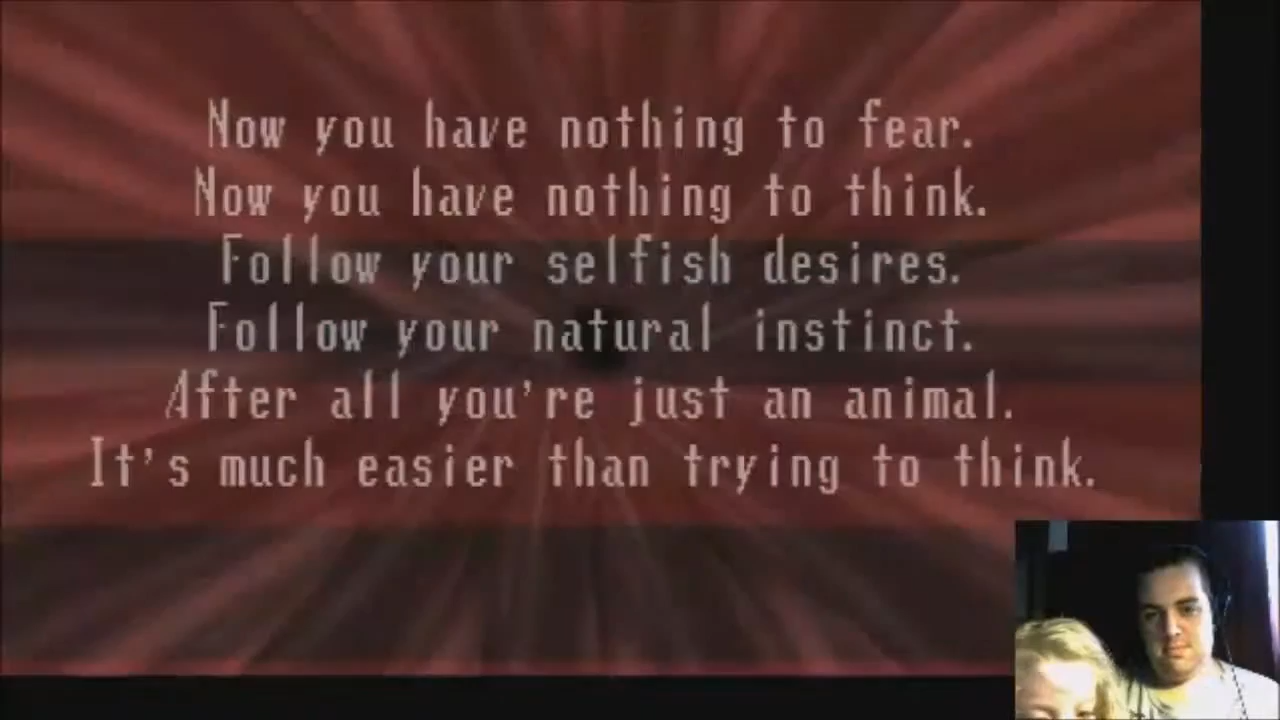 Now you have nothing to fear.
Now you have nothing to think.
Follow your selfish desires.
Follow your natural instinct.
After all you're just an animal.
It's much easier than trying to think.